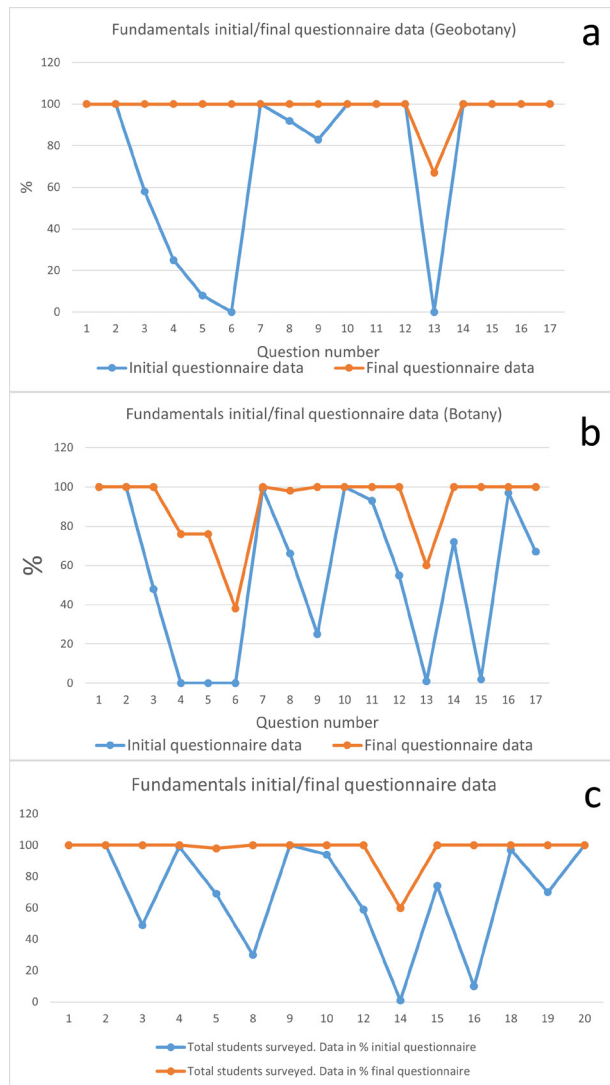 Fundamentals initial/final questionnaire data (Geobotany)
a
120
100
80
60
40
20
0
%
1 2 3 4 5 6 7 8 9 10 11 12 13 14 15 16 17
Question number
Initial questionnaire data Final questionnaire data
Fundamentals initial/final questionnaire data (Botany)
b
120
100
80
60
40
20
0
%
1 2 3 4 5 6 7 8 9 10 11 12 13 14 15 16 17
Question number
Initial questionnaire data Final questionnaire data
Fundamentals initial/final questionnaire data
c
120
100
80
60
40
20
0
1 2 3 4 5 8 9 10 12 14 15 16 18 19 20
Total students surveyed. Data in % initial questionnaire
Total students surveyed. Data in % final questionnaire